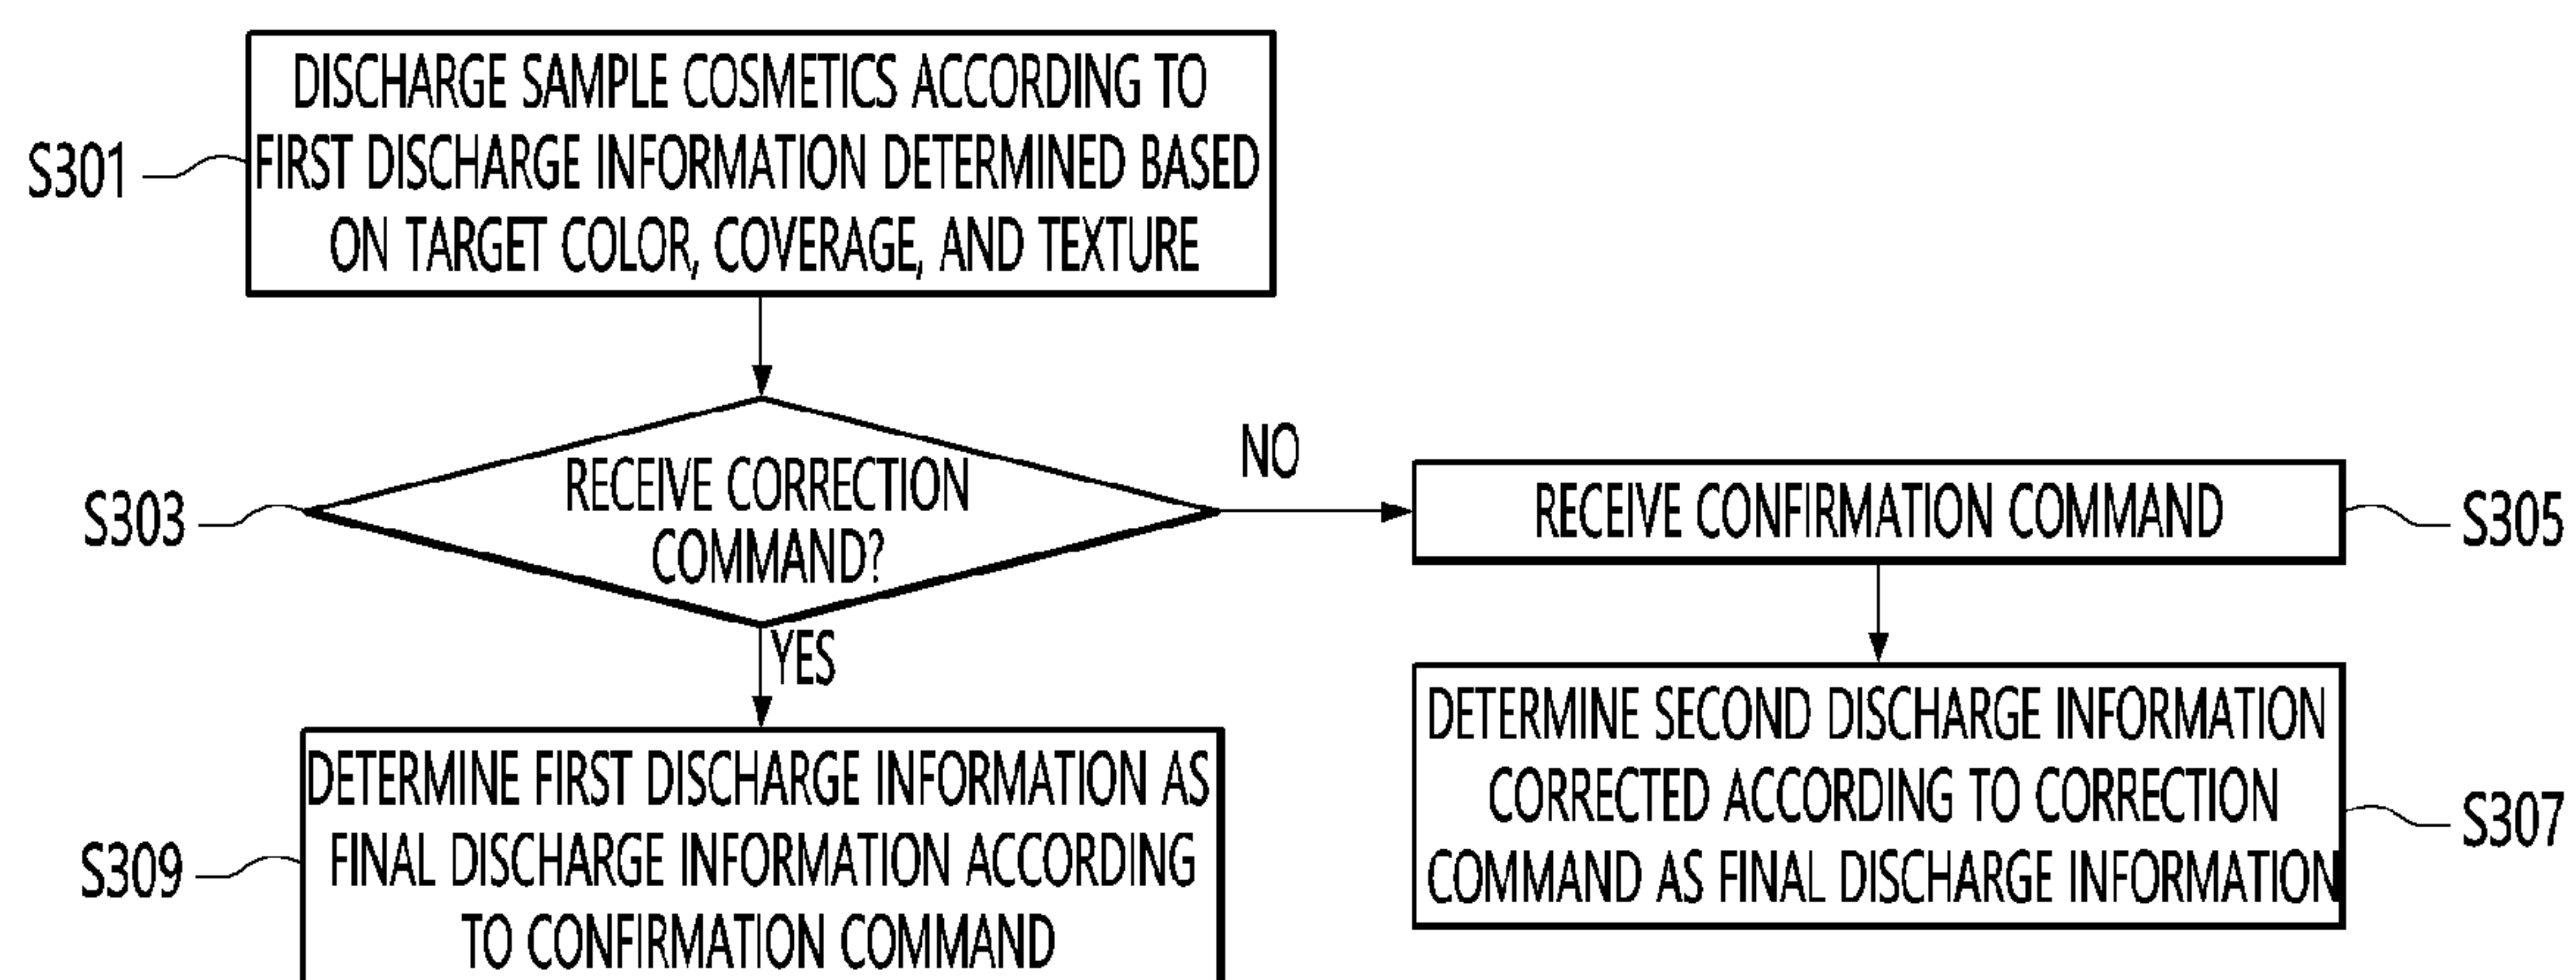 DISCHARGE SAMPLE COSMETICS ACCORDING TO
FIRST DISCHARGE INFORMATION DETERMINED BASED
ON TARGET COLOR, COVERAGE, AND TEXTURE
S301
RECEIVE CORRECTION
COMMAND?
S303
NO
RECEIVE CONFIRMATION COMMAND
S305
YES
DETERMINE FIRST DISCHARGE INFORMATION AS
FINAL DISCHARGE INFORMATION ACCORDING
TO CONFIRMATION COMMAND
S309
DETERMINE SECOND DISCHARGE INFORMATION
CORRECTED ACCORDING TO CORRECTION
COMMAND AS FINAL DISCHARGE INFORMATION
S307